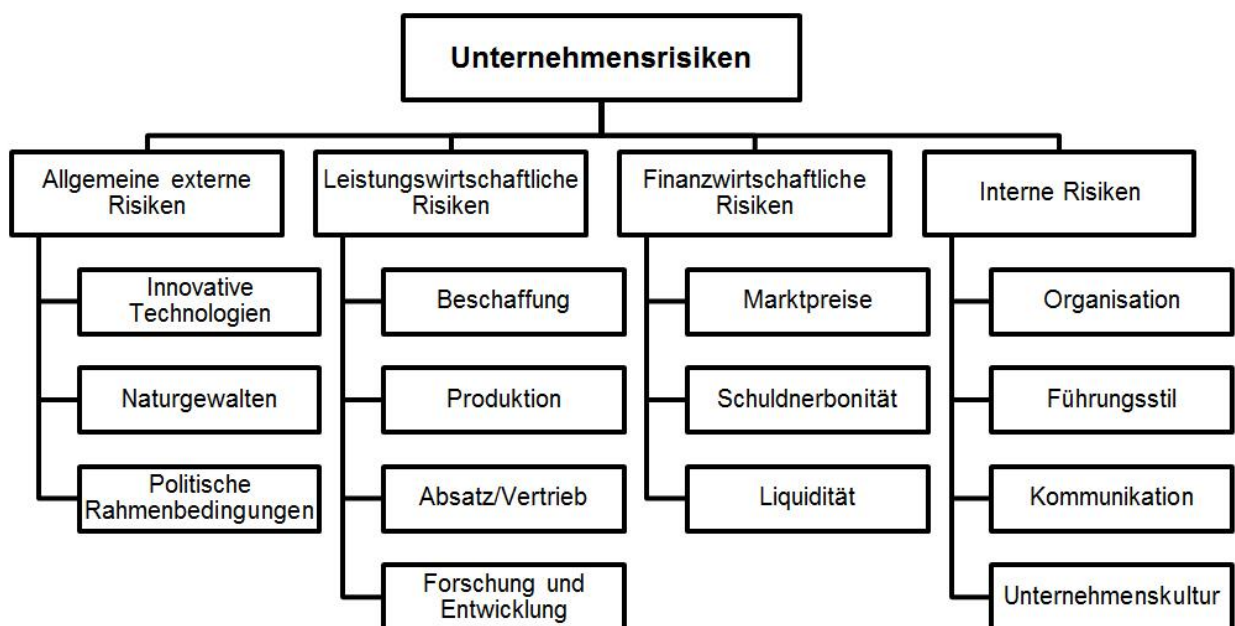 Unternehmensrisiken
Allgemeine externe
Risiken
Leistungswirtschaftliche
Risiken
Finanzwirtschaftliche
Risiken
Interne Risiken
Innovative
Technologien
Beschaffung
Marktpreise
Organisation
Naturgewalten
Produktion
Schuldnerbonität
Führungsstil
Politische
Rahmenbedingungen
Absatz/Vertrieb
Liquidität
Kommunikation
Forschung und
Entwicklung
Unternehmenskultur